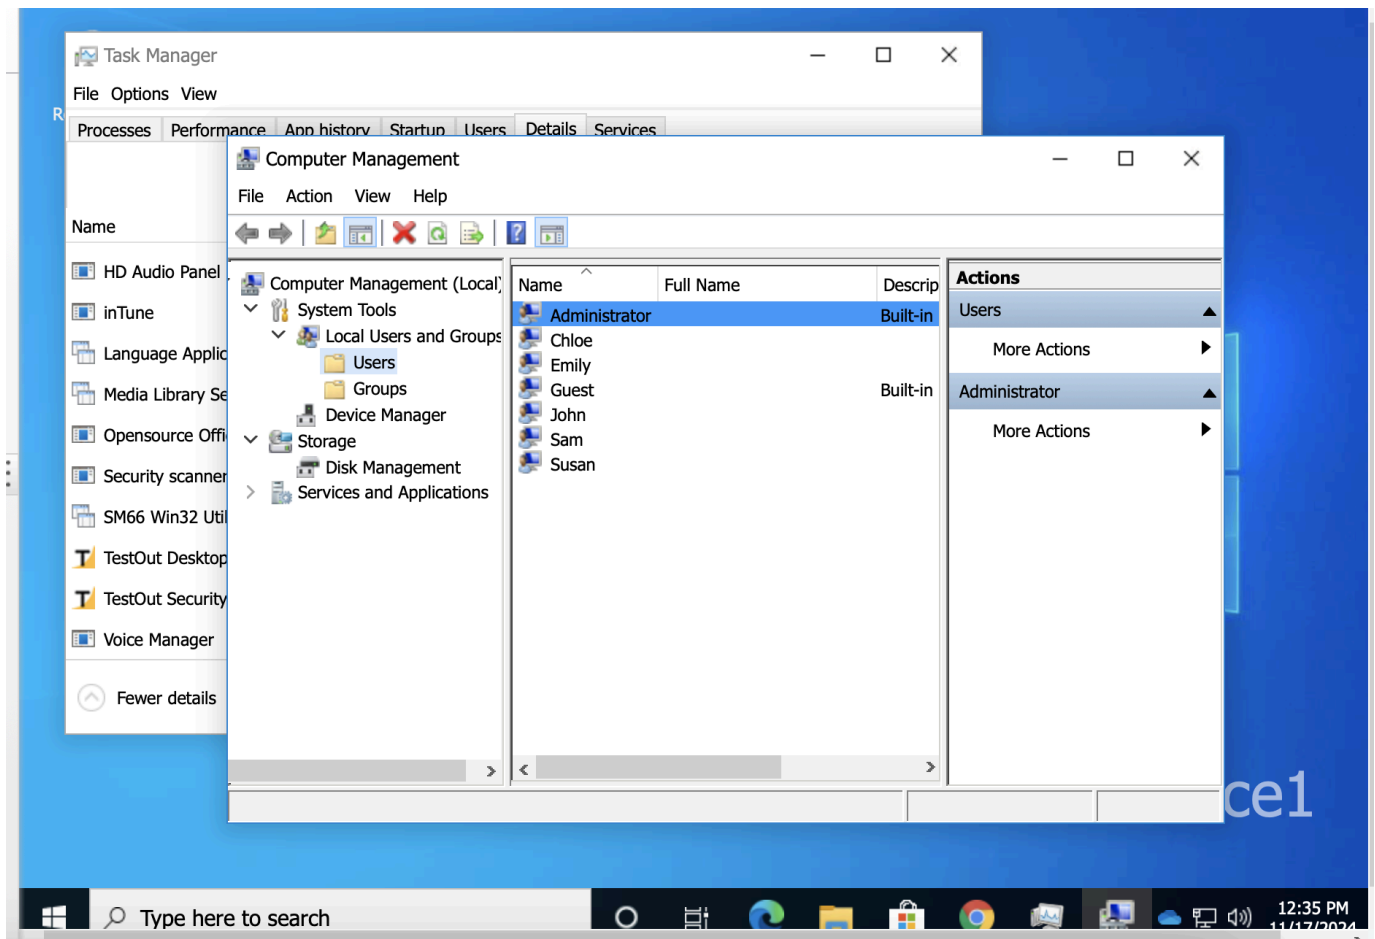 Task Manager
File Options View
Processes Performance App history Startup Users Details Services
Name
HD Audio Panel
inTune
Language Applic
Media Library Se
Opensource Offi
Security scanner
SM66 Win32 Util
TestOut Desktop
TestOut Security
Voice Manager
Fewer details
Computer Management
File Action View Help
Computer Management (Local)
System Tools
Local Users and Groups
Users
Groups
Device Manager
Storage
Disk Management
Services and Applications
Name Full Name Descrip
Administrator Built-in
Chloe
Emily
Guest Built-in
John
Sam
Susan
Actions
Users
More Actions
Administrator
More Actions
ce1
Type here to search
12:35 PM
11/17/2024